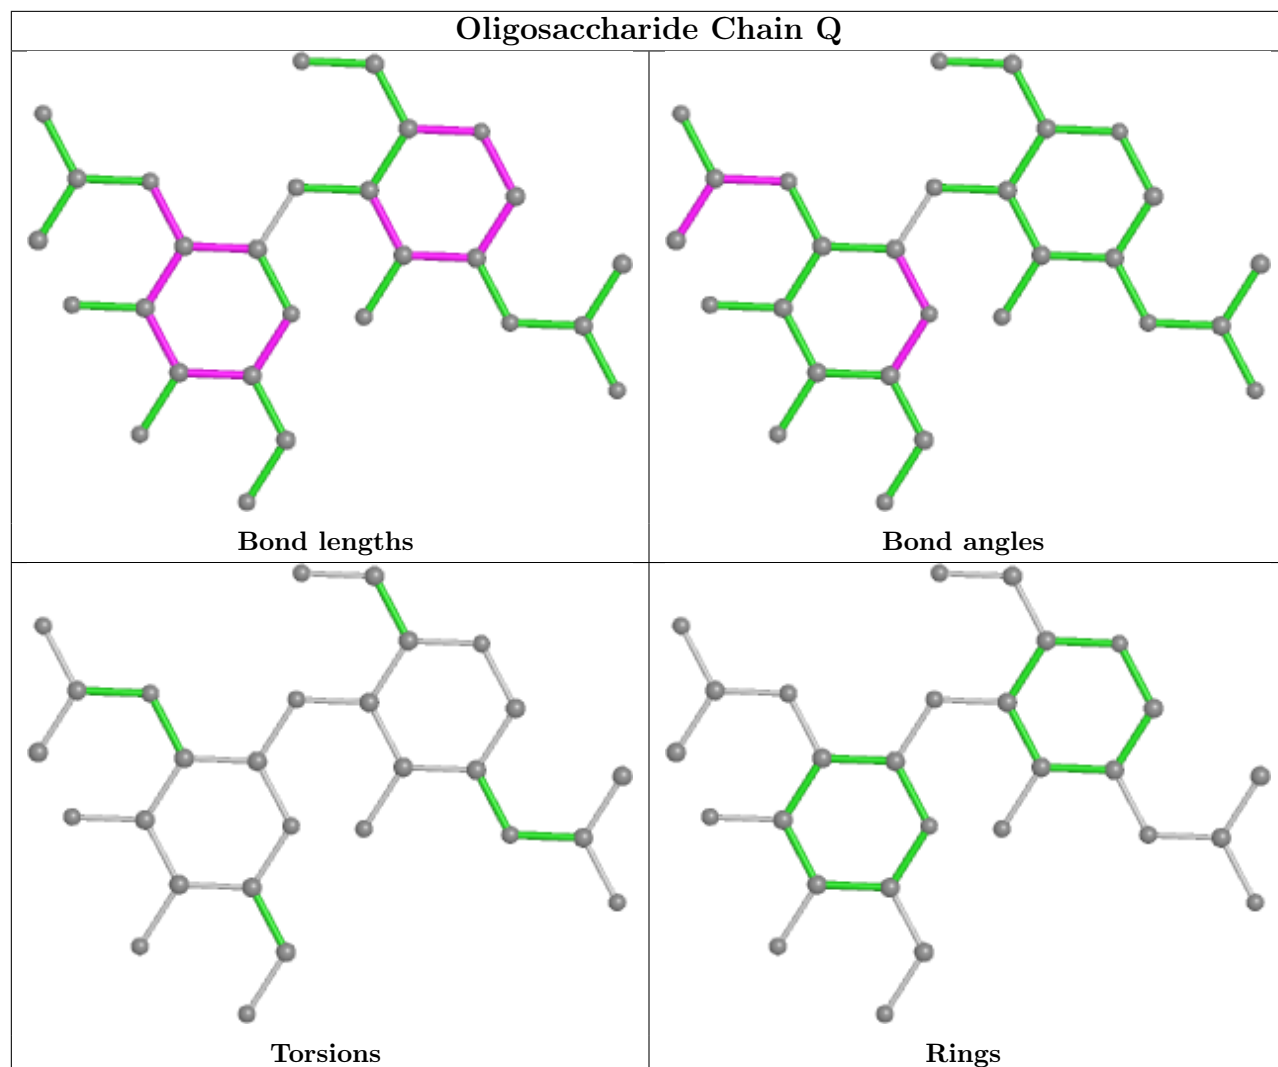 Oligosaccharide Chain Q
Bond lengths
Bond angles
Torsions
Rings